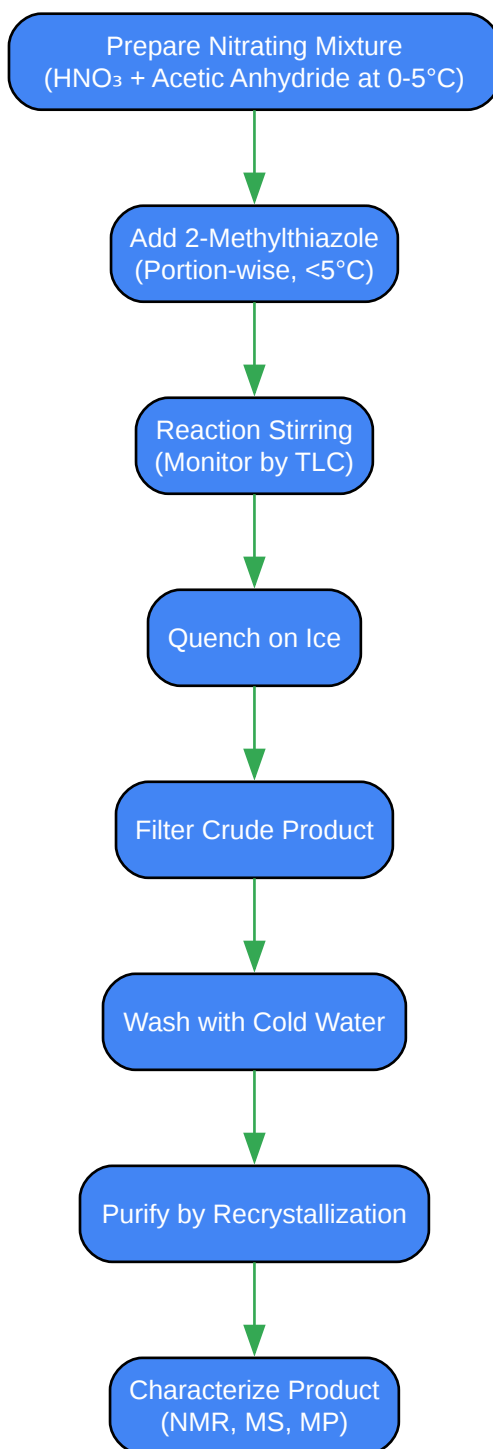 Prepare Nitrating Mixture
(HNO₃ + Acetic Anhydride at 0-5°C)
Add 2-Methylthiazole
(Portion-wise, <5°C)
Reaction Stirring
(Monitor by TLC)
Quench on Ice
Filter Crude Product
Wash with Cold Water
Purify by Recrystallization
Characterize Product
(NMR, MS, MP)